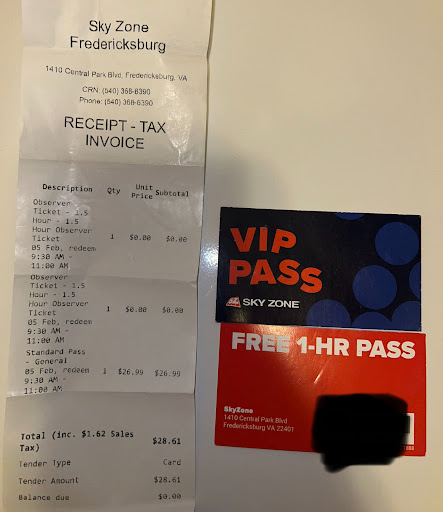 Sky Zone
Fredericksburg
1410 Central Park Blvd, Fredericksburg, VA
CRN: (540) 368-6390
Phone: (540) 368-6390
RECEIPT - TAX
INVOICE
Description Qty Unit Price Subtotal
Observer
Ticket - 1.5
Hour Observer
Ticket 1 $0.00 $0.00
05 Feb, redeem
9:30 AM -
11:00 AM
Observer
Ticket - 1.5
Hour Observer
Ticket 1 $0.00 $0.00
05 Feb, redeem
9:30 AM -
11:00 AM
Standard Pass
- General
05 Feb, redeem 1 $26.99 $26.99
9:30 AM -
11:00 AM
Total (inc. $1.62 Sales
Tax) $28.61
Tender Type Card
Tender Amount $28.61
Balance due $0.00
VIP
PASS
SKY ZONE
FREE 1-HR PASS
SkyZone
1410 Central Park Blvd
Fredericksburg VA 22401